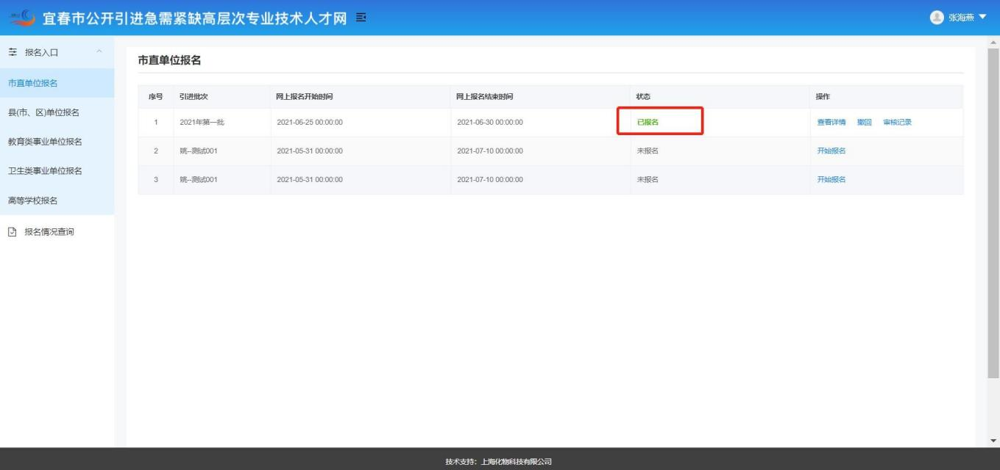 宜春市公开引进急需紧缺高层次专业技术人才网
张海燕
报名入口
市直单位报名
县(市、区)单位报名
教育类事业单位报名
卫生类事业单位报名
高等学校报名
报名情况查询
市直单位报名
序号 引进批次 网上报名开始时间 网上报名结束时间 状态 操作
1 2021年第一批 2021-06-25 00:00:00 2021-06-30 00:00:00 已报名 查看详情 撤回 审核记录
2 姚--测试001 2021-05-31 00:00:00 2021-07-10 00:00:00 未报名 开始报名
3 姚--测试001 2021-05-31 00:00:00 2021-07-10 00:00:00 未报名 开始报名
技术支持：上海化物科技有限公司